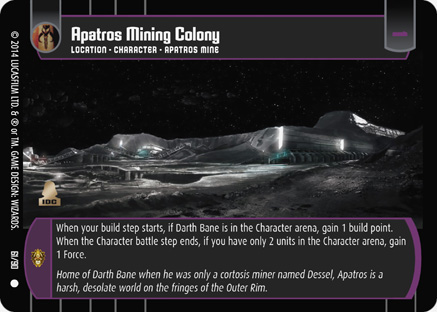 Apatros Mining Colony
LOCATION • CHARACTER • APATROS MINE
© 2014 LUCASFILM LTD. & ® or TM. GAME DESIGN: WIZARDS.
IDC
When your build step starts, if Darth Bane is in the Character arena, gain 1 build point.
When the Character battle step ends, if you have only 2 units in the Character arena, gain
1 Force.
Home of Darth Bane when he was only a cortosis miner named Dessel, Apatros is a
harsh, desolate world on the fringes of the Outer Rim.